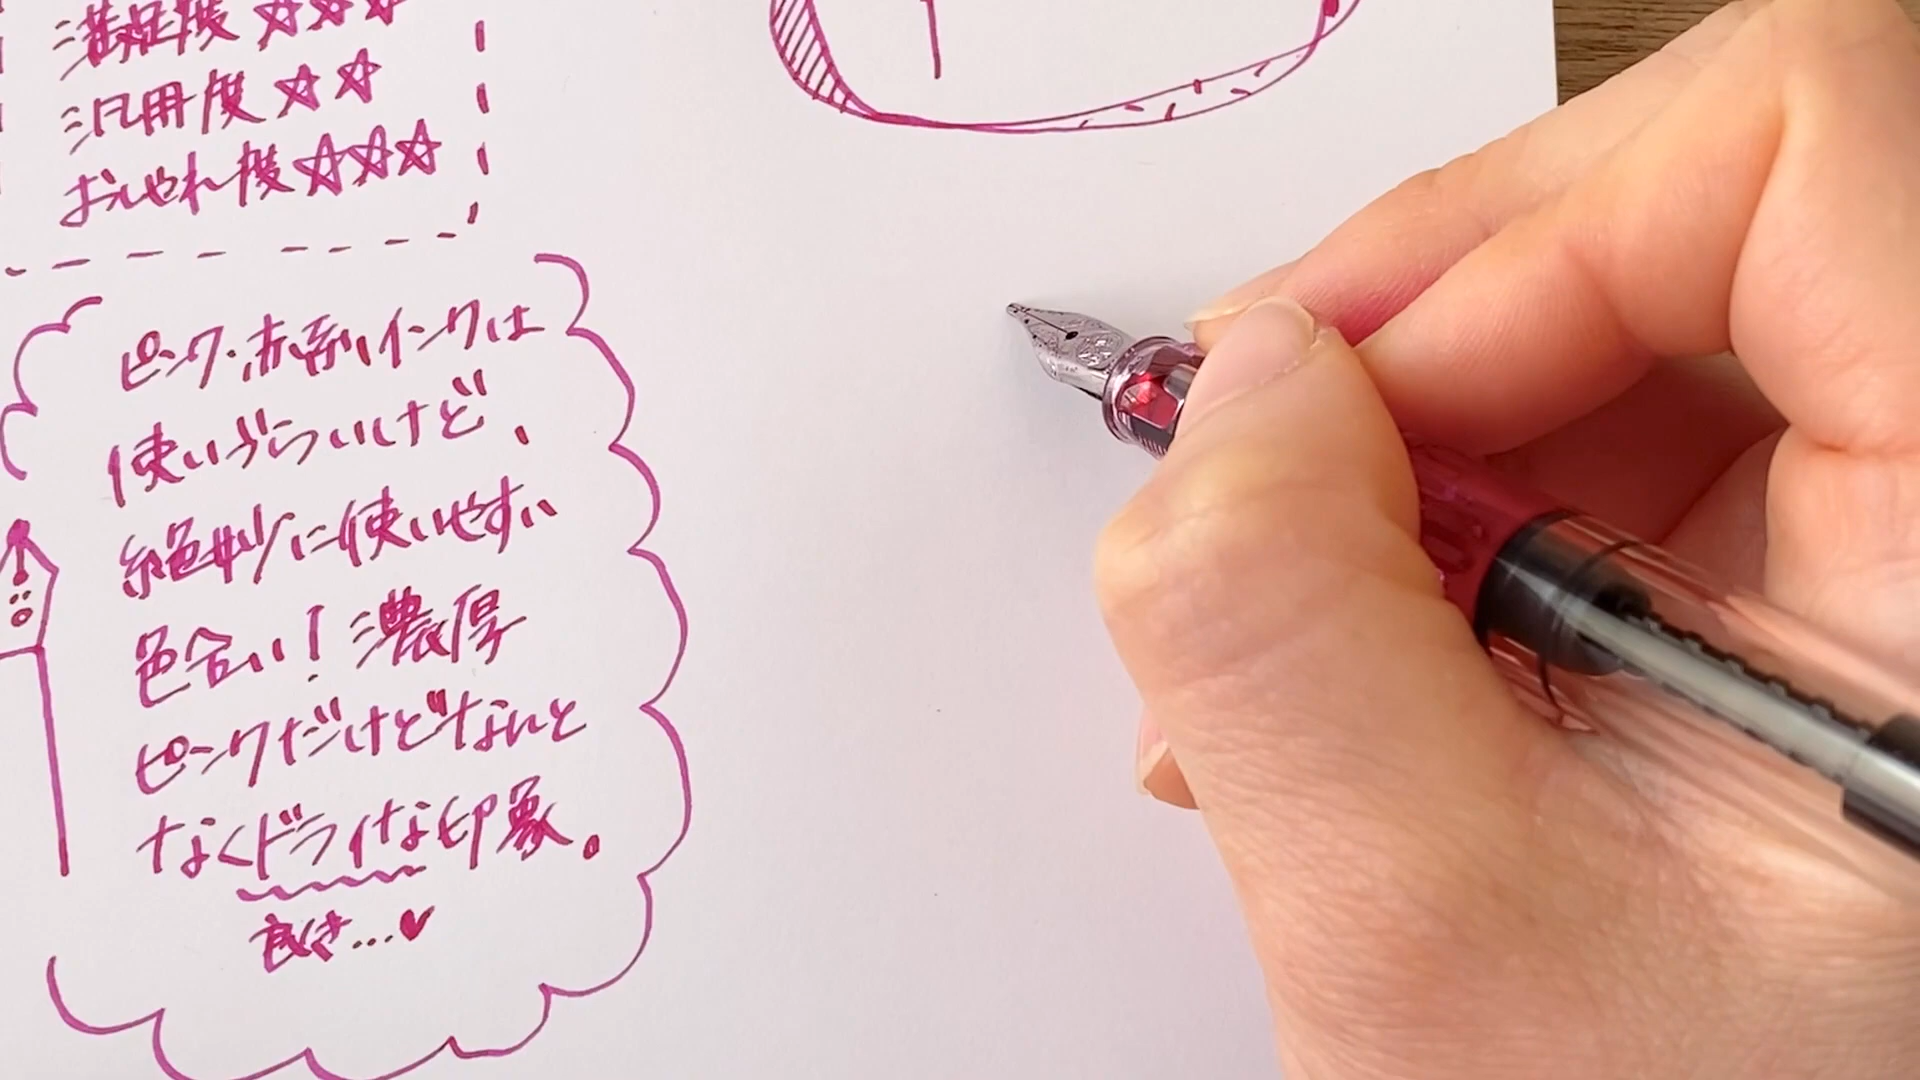 満足度 ☆☆☆
汎用度 ☆☆
おしゃれ度 ☆☆☆
ピンク・赤系いインクは
使いづらいけど、
絶妙に使いやすい
色合い!濃厚
ピンクだけどなんと
なくドライな印象。
良き…♥